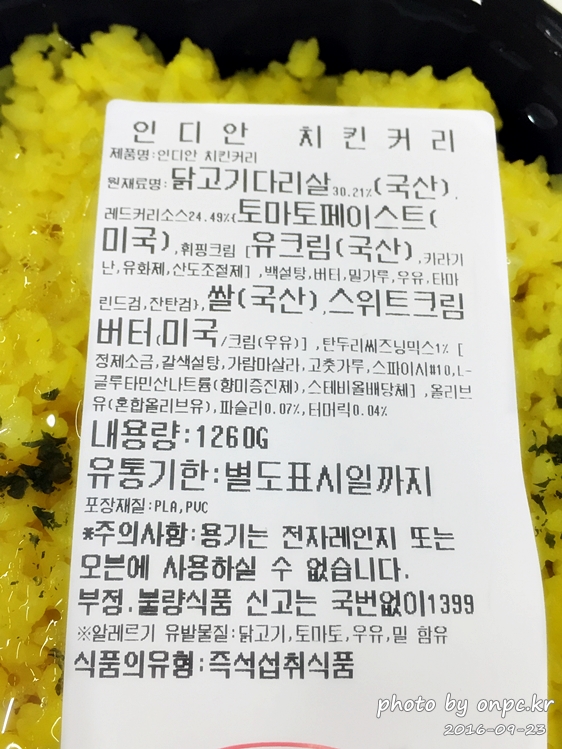 인디안 치킨커리
제품명:인디안 치킨커리
원재료명:닭고기다리살30.21%(국산),
레드커리소스24.49%{토마토페이스트(
미국),휘핑크림 [유크림(국산),카라기
난,유화제,산도조절제] ,백설탕,버터,밀가루,우유,타마
린드검,잔탄검},쌀(국산),스위트크림
버터(미국/크림(우유)] ,탄두리씨즈닝믹스1% [
정제소금,갈색설탕,가람마살라,고춧가루,스파이시#10,L-
글루타민산나트륨(향미증진제),스테비올배당체] ,올리브
유(혼합올리브유),파슬리0.07%,터머릭0.04%
내용량:1260G
유통기한:별도표시일까지
포장재질:PLA,PVC
*주의사항:용기는 전자레인지 또는
오븐에 사용하실 수 없습니다.
부정.불량식품 신고는 국번없이1399
※알레르기 유발물질:닭고기,토마토,우유,밀 함유
식품의유형:즉석섭취식품
photo by onpc.kr
2016-09-23